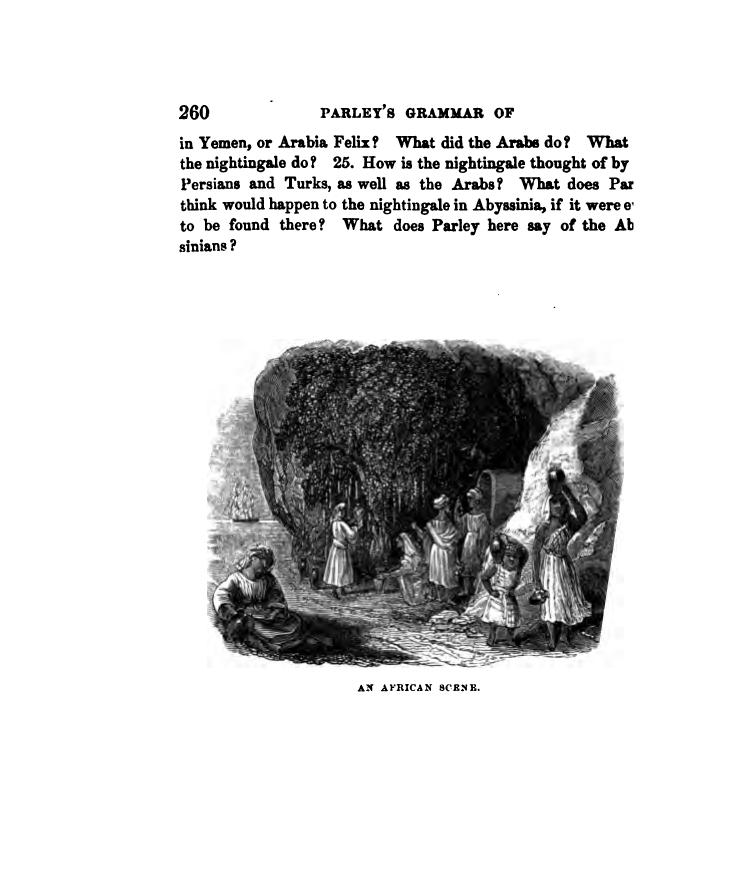 260 PARLEY'S GRAMMAR OF
in Yemen, or Arabia Felix? What did the Arabs do? What
the nightingale do? 25. How is the nightingale thought of by
Persians and Turks, as well as the Arabs? What does Par
think would happen to the nightingale in Abyssinia, if it were e
to be found there? What does Parley here say of the Ab
sinians?
AN AFRICAN SCENE.